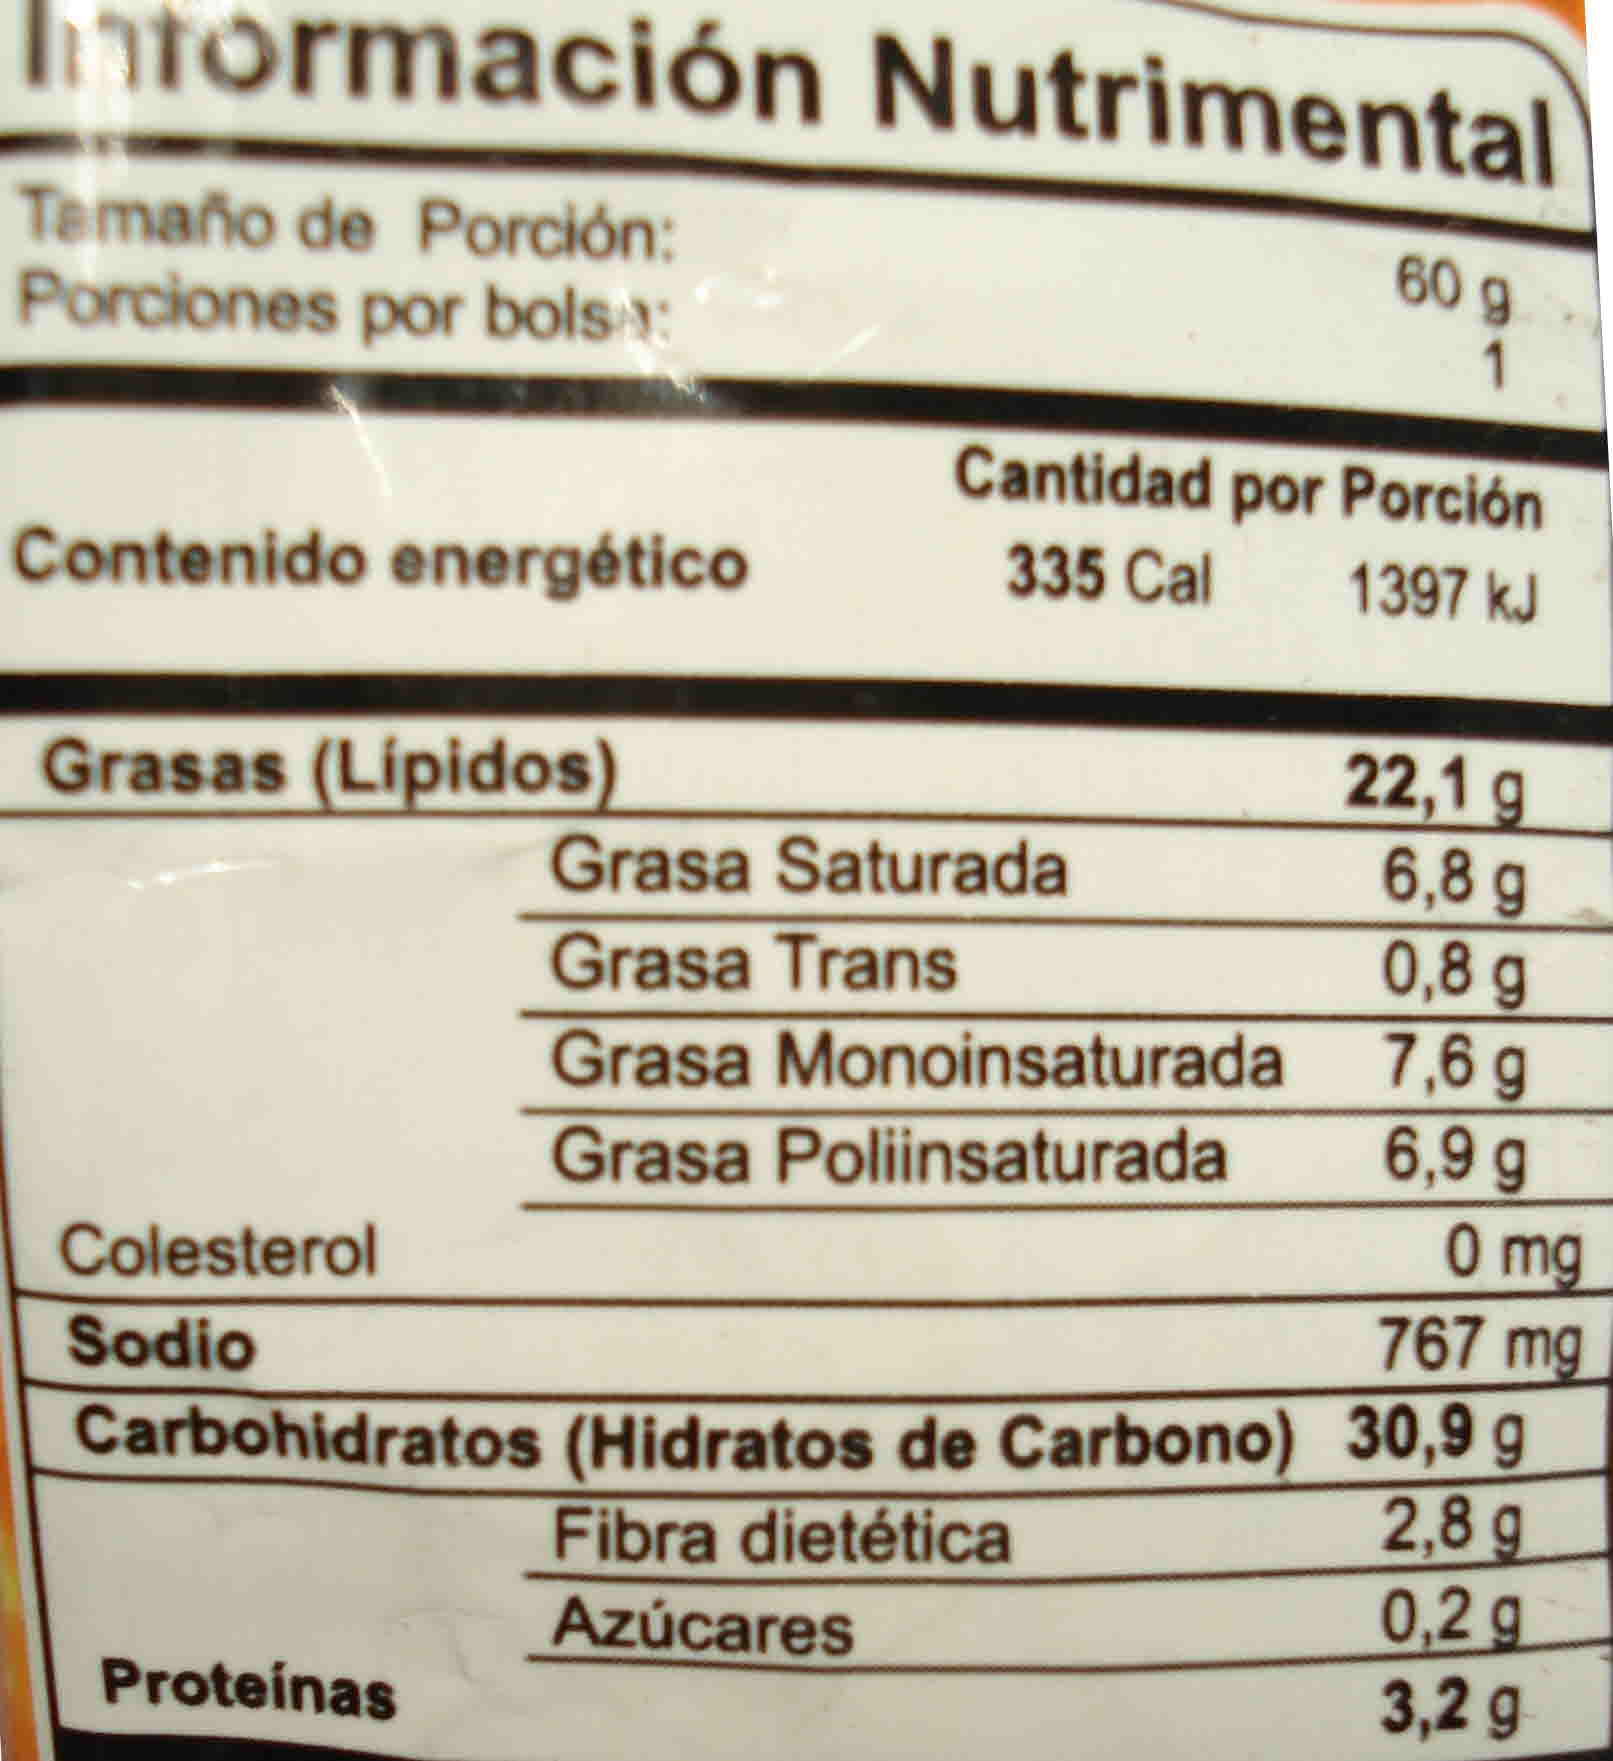 Información Nutrimental
Tamaño de Porción: 60 g
Porciones por bolsa: 1
Cantidad por Porción
Contenido energético 335 Cal 1397 kJ
Grasas (Lípidos) 22,1 g
Grasa Saturada 6,8 g
Grasa Trans 0,8 g
Grasa Monoinsaturada 7,6 g
Grasa Poliinsaturada 6,9 g
Colesterol 0 mg
Sodio 767 mg
Carbohidratos (Hidratos de Carbono) 30,9 g
Fibra dietética 2,8 g
Azúcares 0,2 g
Proteínas 3,2 g